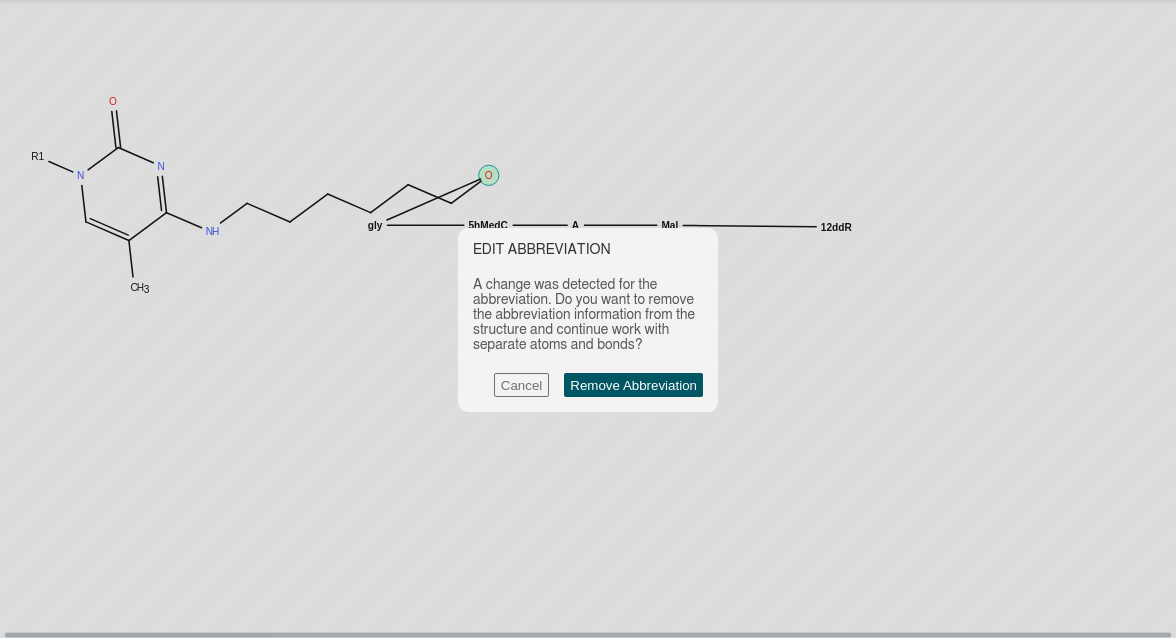 O
R1
N
N
O
NH
gly
5hMedC
A
Mal
12ddR
CH3
EDIT ABBREVIATION
A change was detected for the
abbreviation. Do you want to remove
the abbreviation information from the
structure and continue work with
separate atoms and bonds?
Cancel
Remove Abbreviation